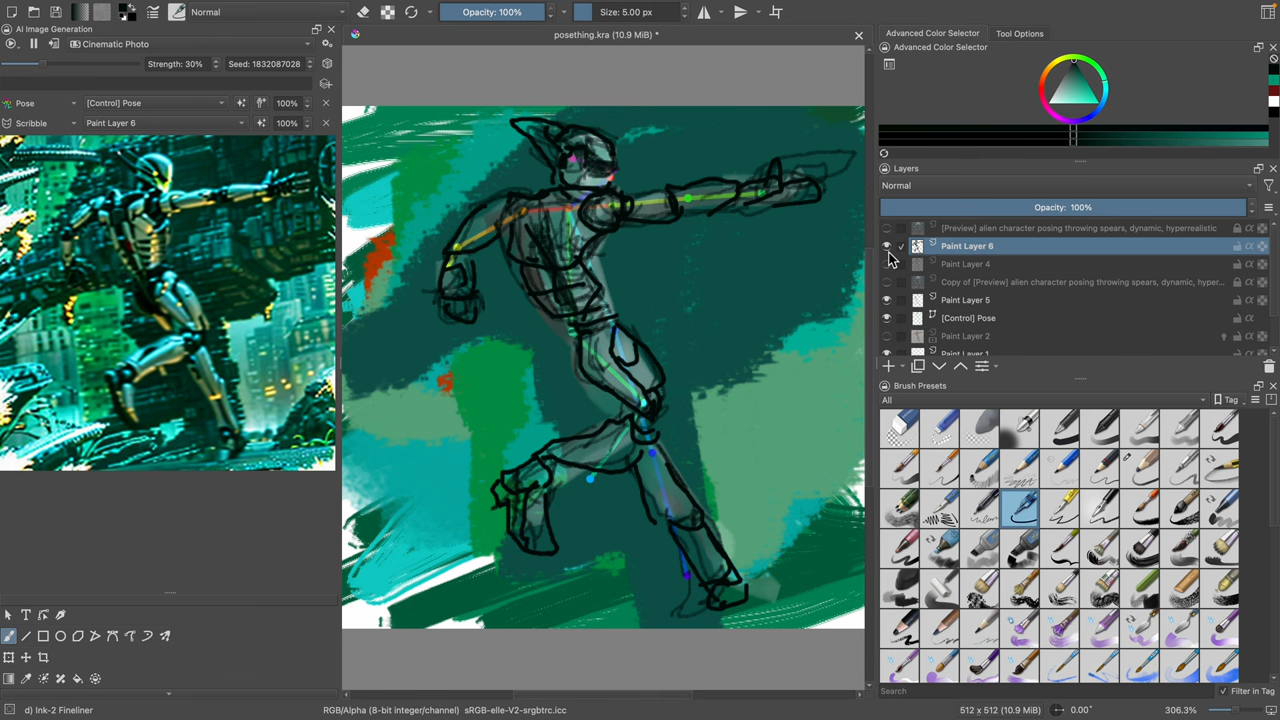 Normal
Opacity: 100%
Size: 5.00 px
AI Image Generation
Cinematic Photo
Strength: 30%
Seed: 1832087028
Pose
[Control] Pose
100%
Scribble
Paint Layer 6
100%
posething.kra (10.9 MiB) *
Advanced Color Selector
Tool Options
Advanced Color Selector
Layers
Normal
Opacity: 100%
[Preview] alien character posing throwing spears, dynamic, hyperrealistic
Paint Layer 6
Paint Layer 4
Copy of [Preview] alien character posing throwing spears, dynamic, hyper...
Paint Layer 5
[Control] Pose
Paint Layer 2
Paint Layer 1
Brush Presets
All
Tag
Search
Filter in Tag
d) Ink-2 Fineliner
RGB/Alpha (8-bit integer/channel) sRGB-elle-V2-srgbtrc.icc
512 x 512 (10.9 MiB)
0.00°
306.3%